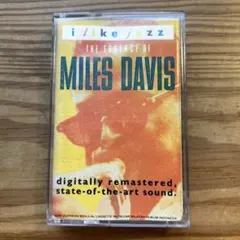 i like jazz
THE ESSENCE OF
MILES DAVIS
digitally remastered.
state-of-the-art sound.